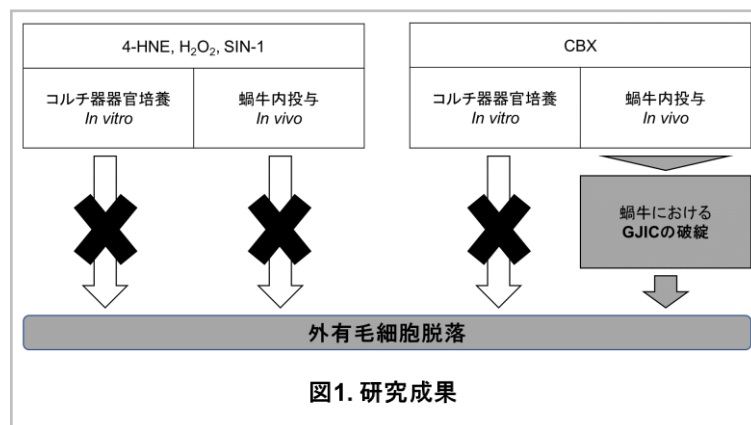 4-HNE, H₂O₂, SIN-1
コルチ器器官培養
In vitro
蝸牛内投与
In vivo
CBX
コルチ器器官培養
In vitro
蝸牛内投与
In vivo
蝸牛における
GJICの破綻
外有毛細胞脱落
図1. 研究成果